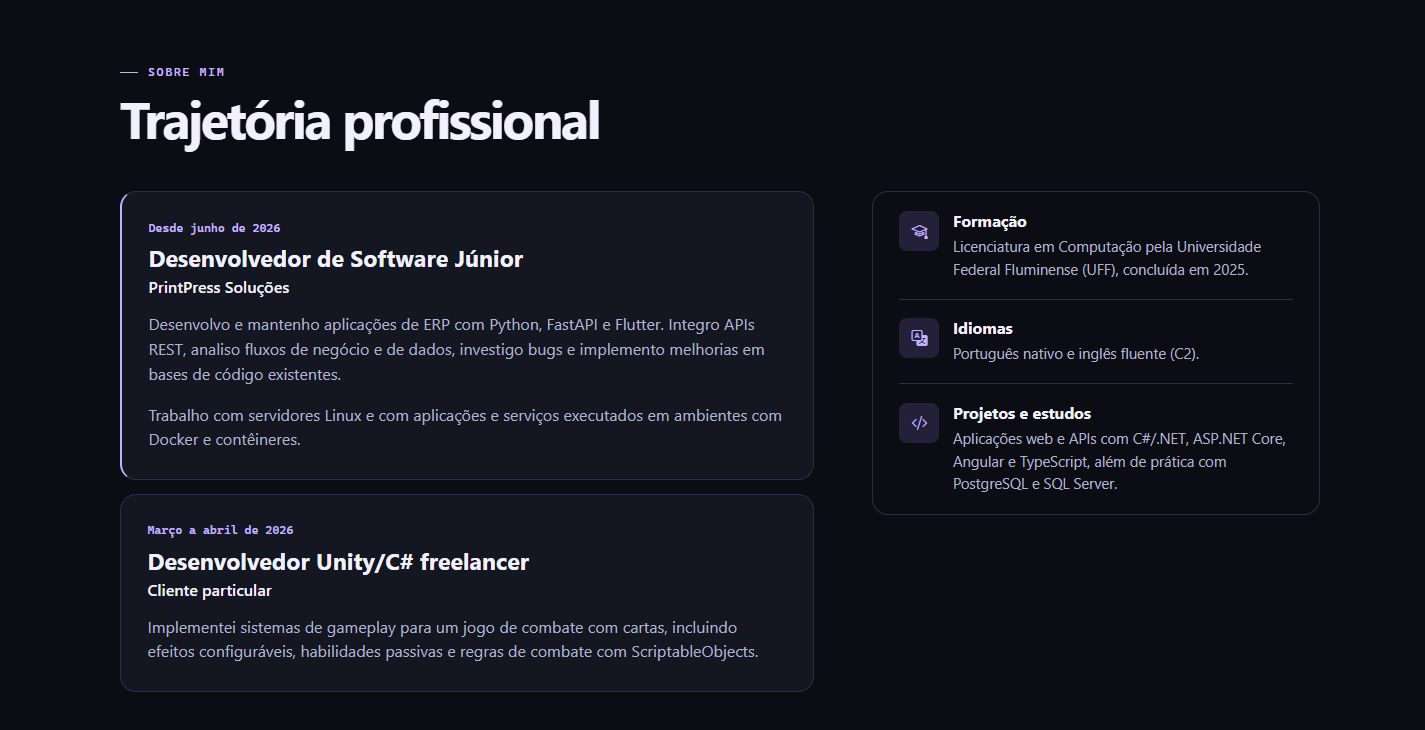 SOBRE MIM
Trajetória profissional
Desde junho de 2026
Desenvolvedor de Software Júnior
PrintPress Soluções
Desenvolvo e mantenho aplicações de ERP com Python, FastAPI e Flutter. Integro APIs
REST, analiso fluxos de negócio e de dados, investigo bugs e implemento melhorias em
bases de código existentes.
Trabalho com servidores Linux e com aplicações e serviços executados em ambientes com
Docker e contêineres.
Março a abril de 2026
Desenvolvedor Unity/C# freelancer
Cliente particular
Implementei sistemas de gameplay para um jogo de combate com cartas, incluindo
efeitos configuráveis, habilidades passivas e regras de combate com ScriptableObjects.
Formação
Licenciatura em Computação pela Universidade
Federal Fluminense (UFF), concluída em 2025.
Idiomas
Português nativo e inglês fluente (C2).
Projetos e estudos
Aplicações web e APIs com C#/.NET, ASP.NET Core,
Angular e TypeScript, além de prática com
PostgreSQL e SQL Server.